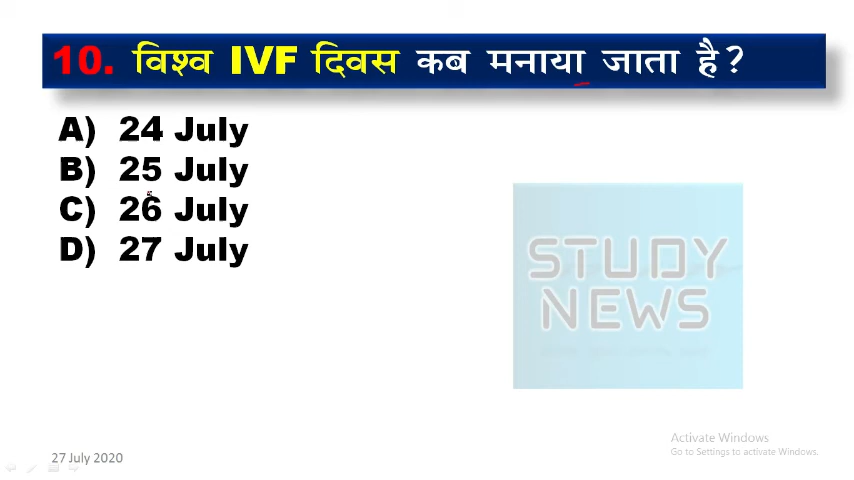 10. विश्व IVF दिवस कब मनाया जाता है?
A) 24 July
B) 25 July
C) 26 July
D) 27 July
STUDY
NEWS
Activate Windows
Go to Settings to activate Windows.
27 July 2020